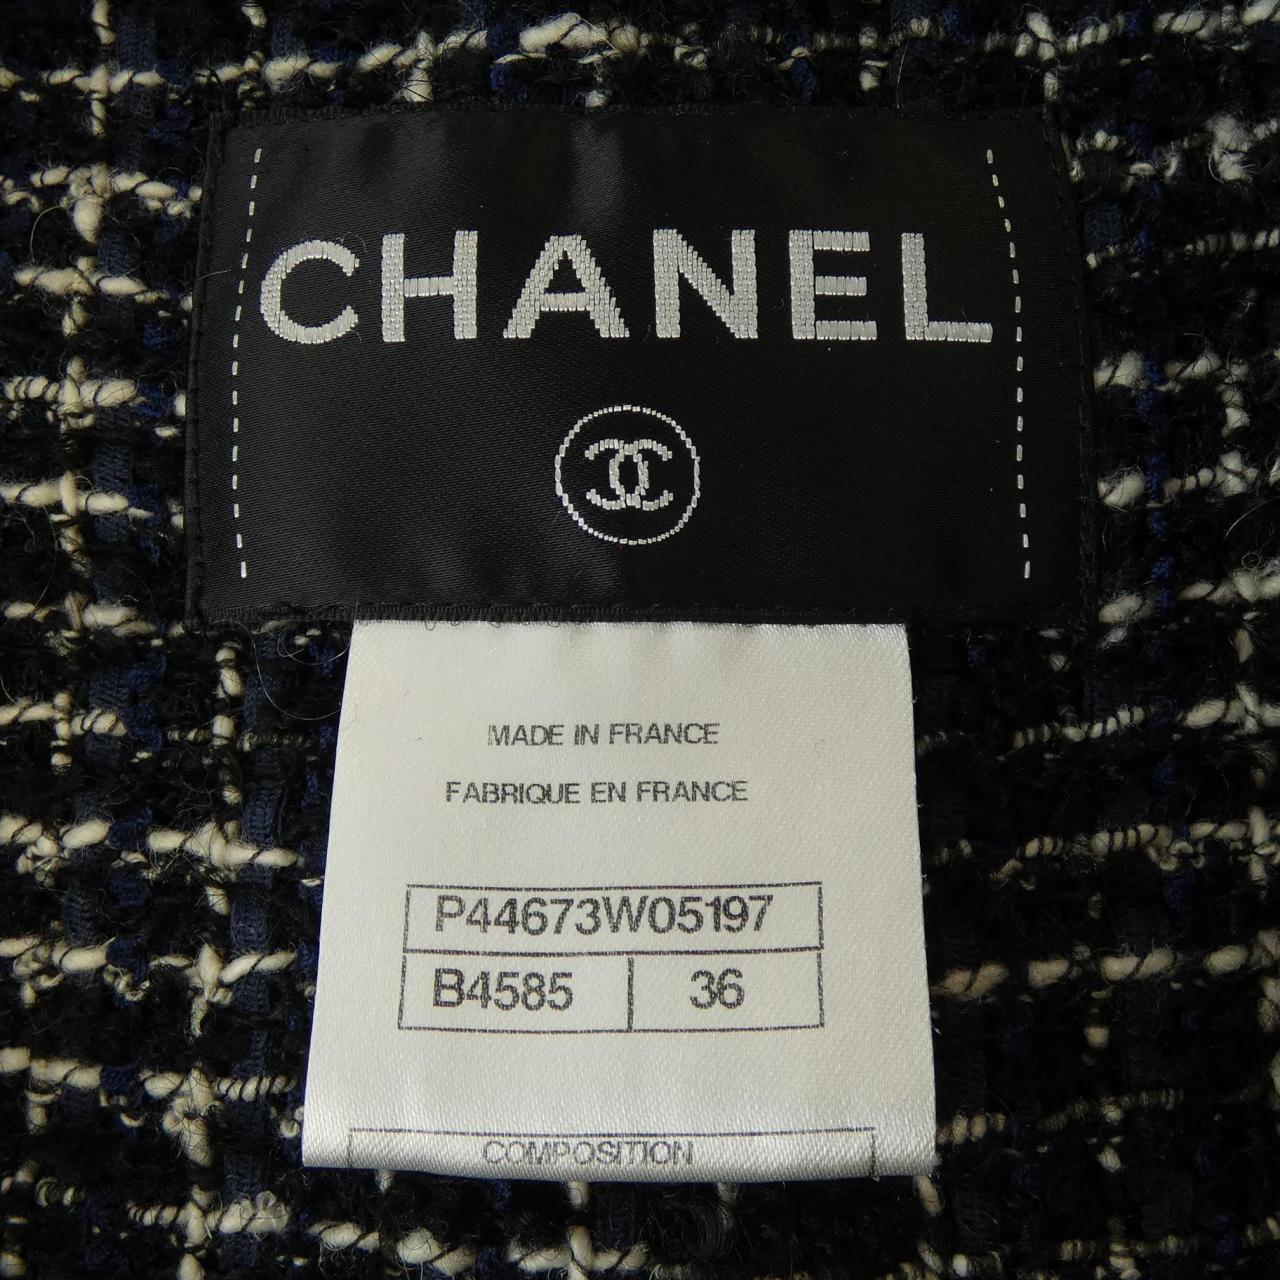 CHANEL
MADE IN FRANCE
FABRIQUE EN FRANCE
P44673W05197
B4585 36
COMPOSITION